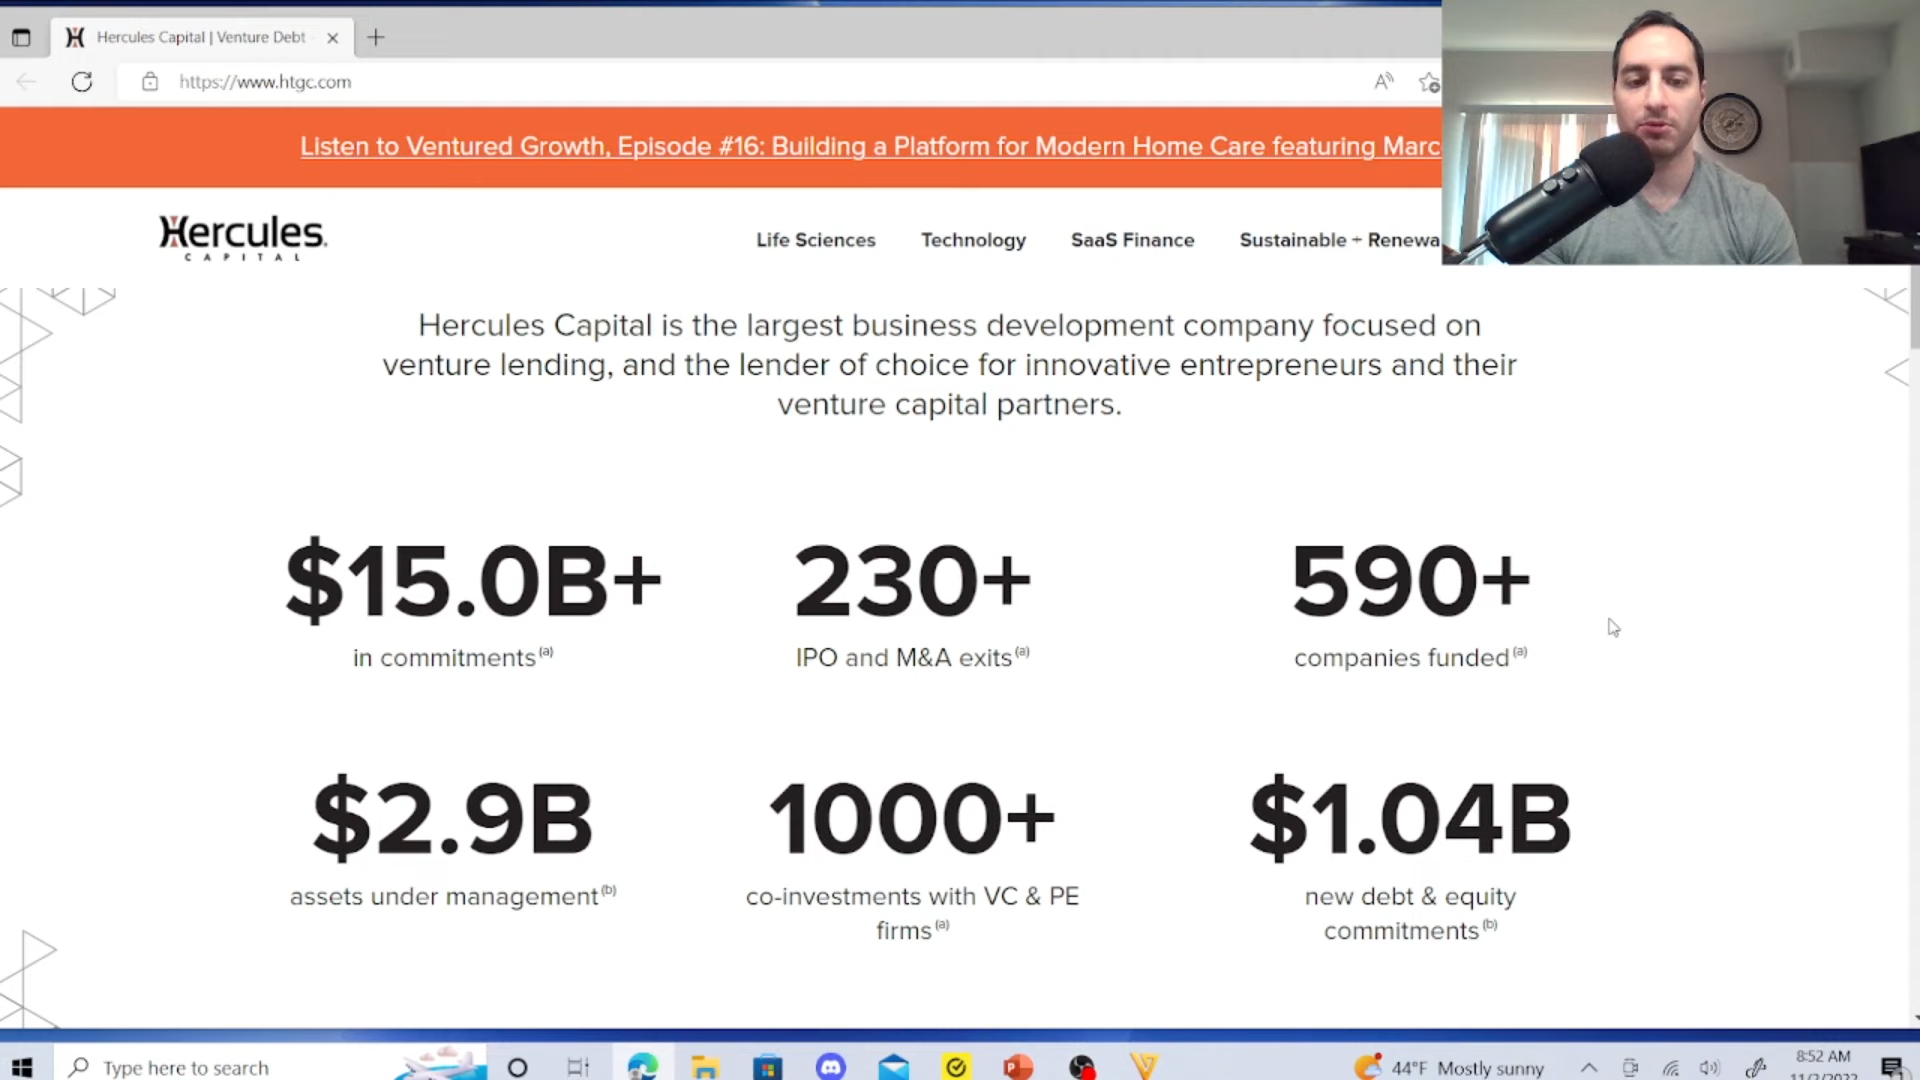 Hercules Capital | Venture Debt
https://www.htgc.com
Listen to Ventured Growth, Episode #16: Building a Platform for Modern Home Care featuring Marc
Hercules
CAPITAL
Life Sciences Technology SaaS Finance Sustainable + Renewa
Hercules Capital is the largest business development company focused on
venture lending, and the lender of choice for innovative entrepreneurs and their
venture capital partners.
$15.0B+ 230+ 590+
in commitments(a) IPO and M&A exits(a) companies funded(a)
$2.9B 1000+ $1.04B
assets under management(b) co-investments with VC & PE new debt & equity
firms(a) commitments(b)
Type here to search
44°F Mostly sunny
8:52 AM